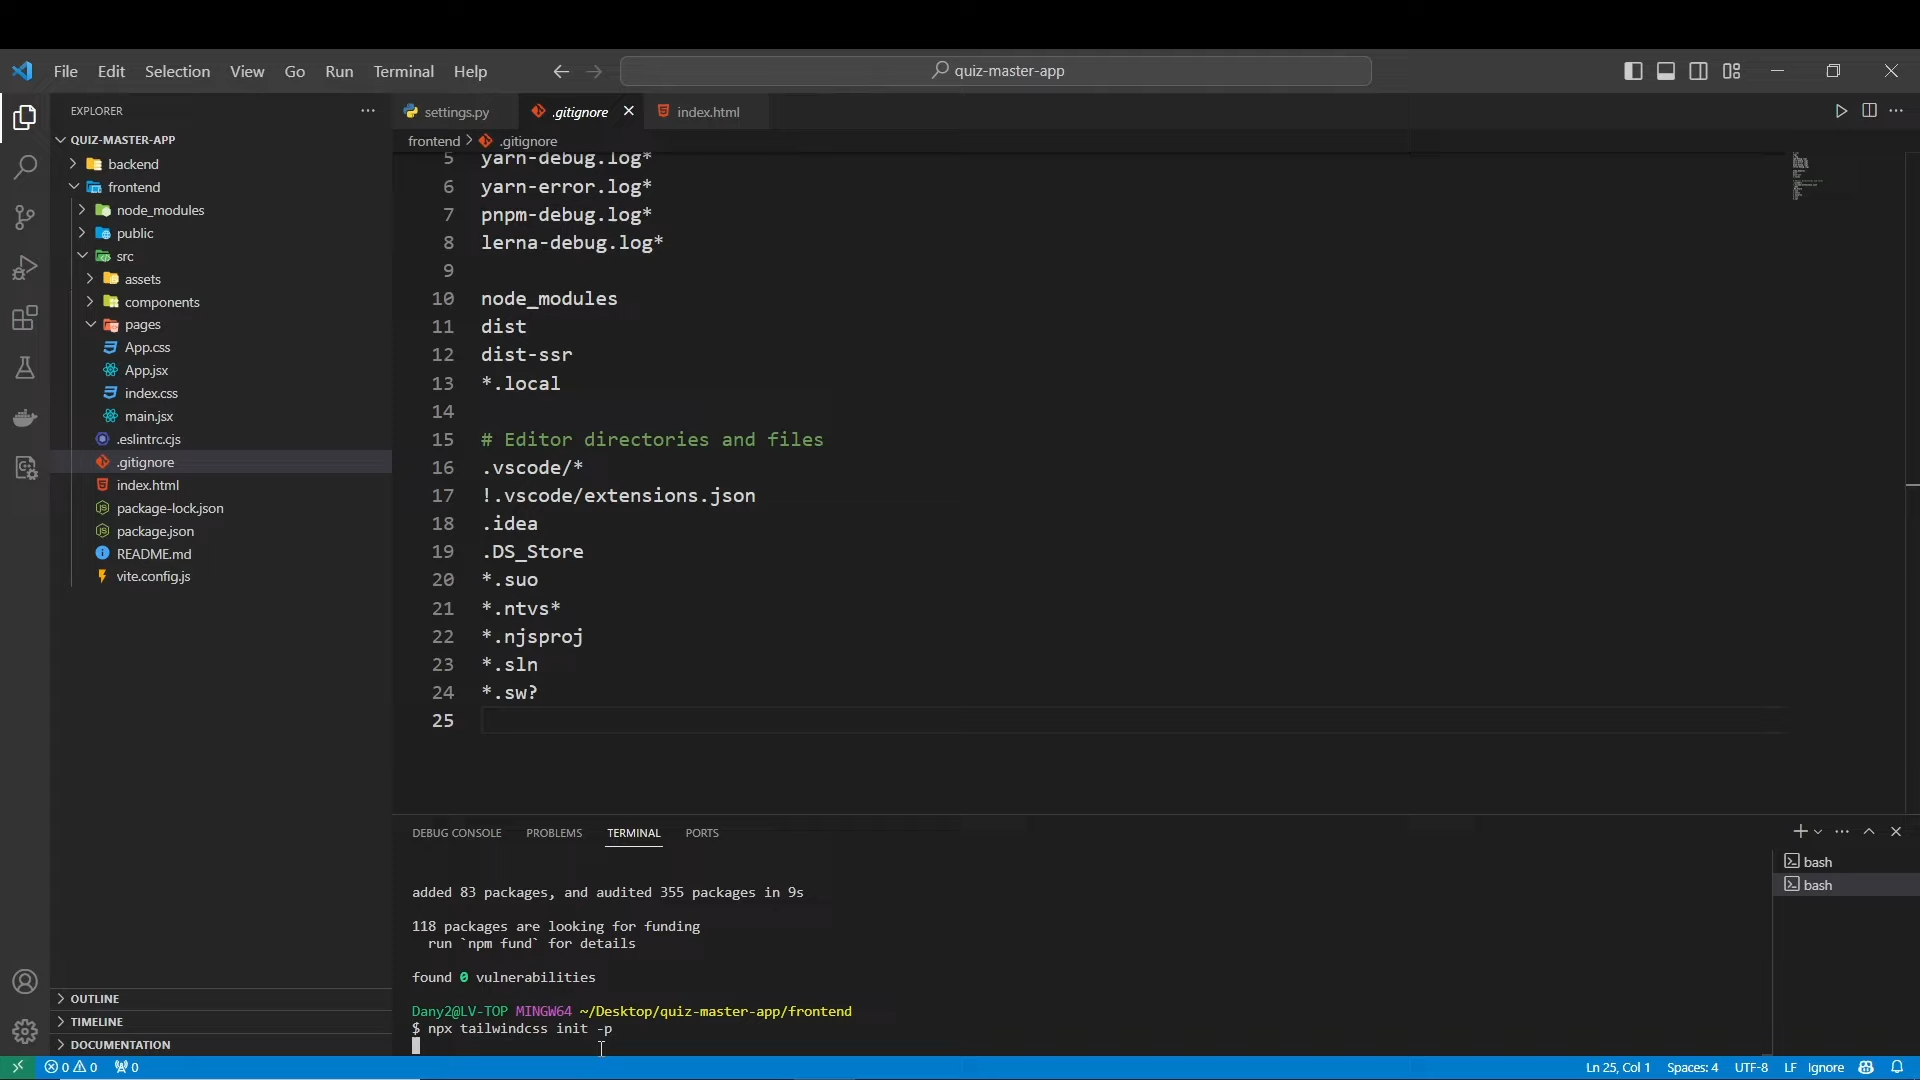 File Edit Selection View Go Run Terminal Help
quiz-master-app
EXPLORER
settings.py
.gitignore
index.html
frontend > .gitignore
QUIZ-MASTER-APP
backend
frontend
node_modules
public
src
assets
components
pages
App.css
App.jsx
index.css
main.jsx
.eslintrc.cjs
.gitignore
index.html
package-lock.json
package.json
README.md
vite.config.js
OUTLINE
TIMELINE
DOCUMENTATION
5 yarn-debug.log*
6 yarn-error.log*
7 pnpm-debug.log*
8 lerna-debug.log*
9
10 node_modules
11 dist
12 dist-ssr
13 *.local
14
15 # Editor directories and files
16 .vscode/*
17 !.vscode/extensions.json
18 .idea
19 .DS_Store
20 *.suo
21 *.ntvs*
22 *.njsproj
23 *.sln
24 *.sw?
25
DEBUG CONSOLE PROBLEMS TERMINAL PORTS
added 83 packages, and audited 355 packages in 9s
118 packages are looking for funding
run `npm fund` for details
found 0 vulnerabilities
Dany2@LV-TOP MINGW64 ~/Desktop/quiz-master-app/frontend
$ npx tailwindcss init -p
bash
bash
0 0 0
Ln 25, Col 1 Spaces: 4 UTF-8 LF Ignore